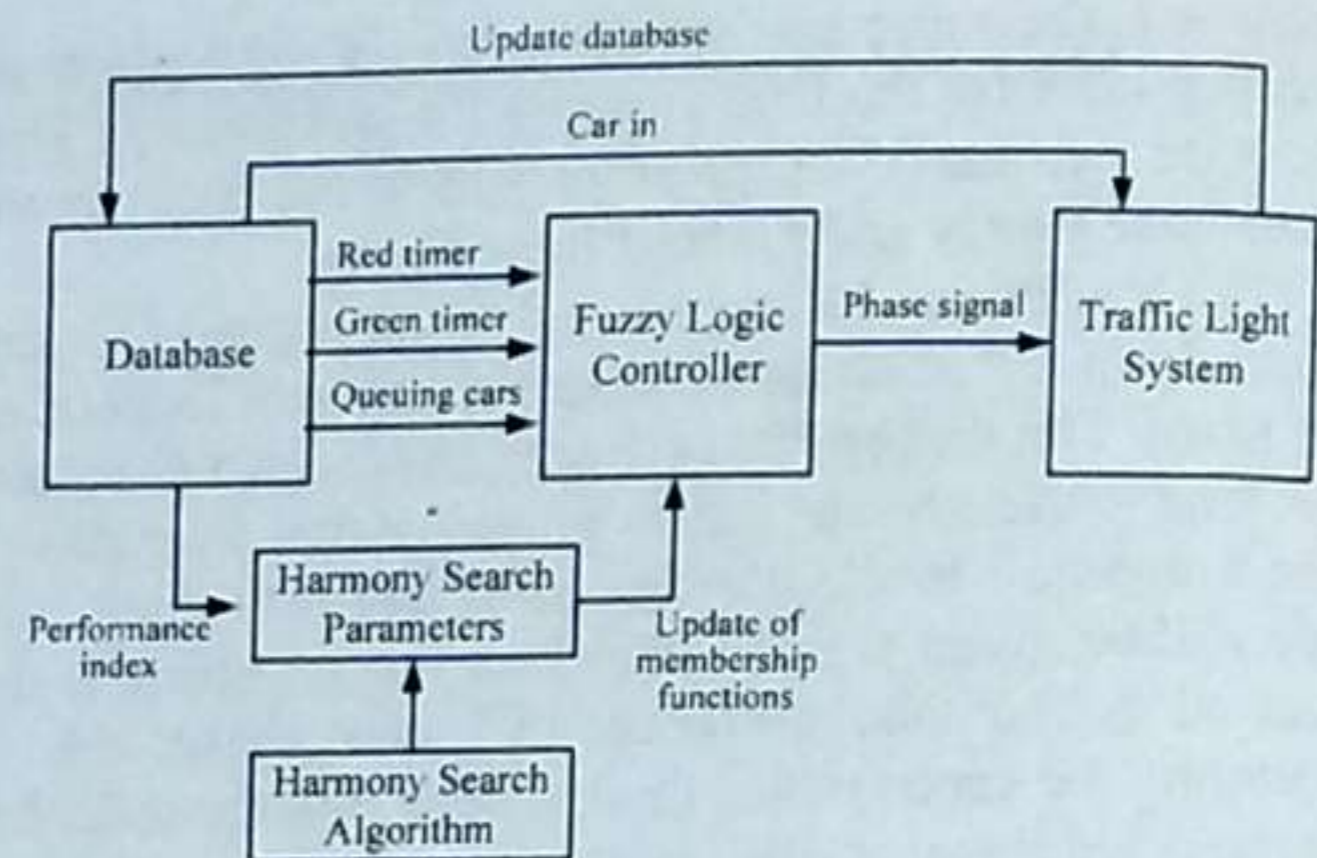 Update database
Car in
Red timer
Green timer
Queuing cars
Database
Fuzzy Logic
Controller
Phase signal
Traffic Light
System
Performance
index
Harmony Search
Parameters
Update of
membership
functions
Harmony Search
Algorithm